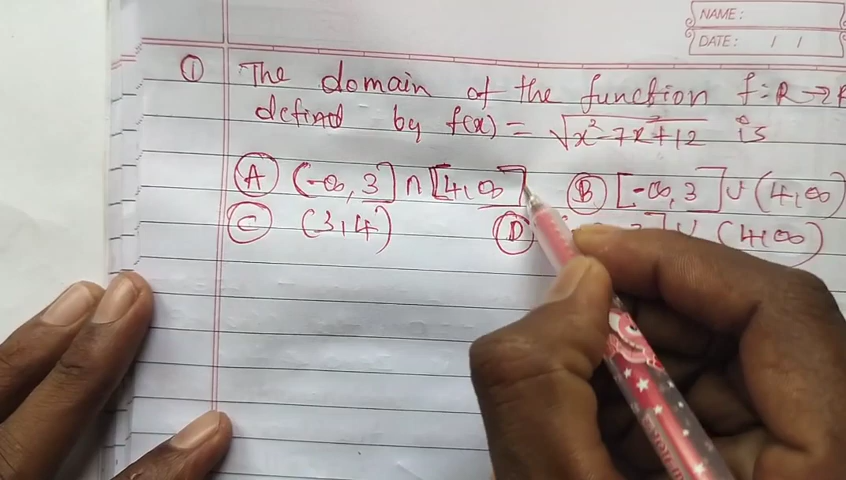 NAME:
DATE: / /
① The domain of the function f:R→R
defined by f(x) = √x²-7x+12 is
Ⓐ (-∞, 3] ∩ [4, ∞] Ⓑ [-∞, 3] ∪ (4, ∞)
Ⓒ (3, 4) Ⓓ 3] ∪ (4, ∞)